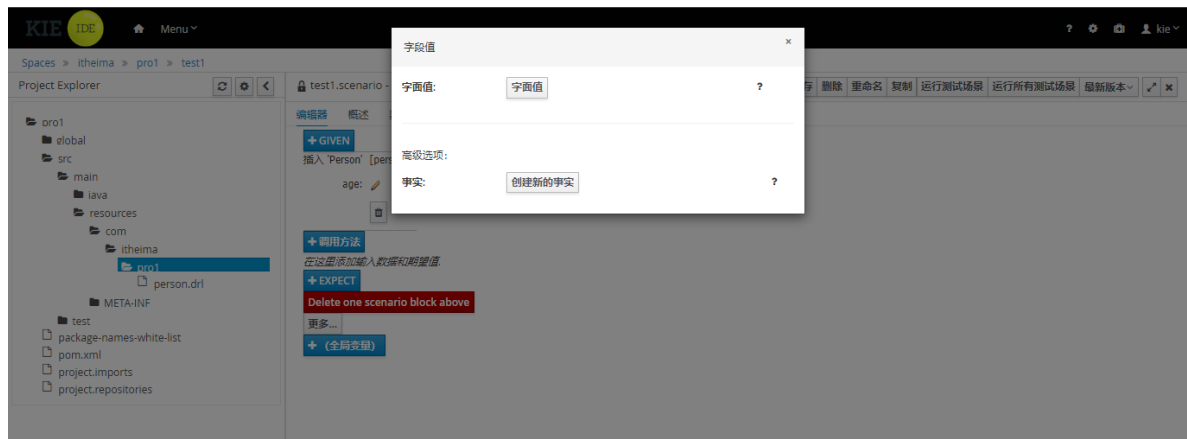 KIE IDE Menu ? kie
Spaces » itheima » pro1 » test1
Project Explorer
test1.scenario -
删除 重命名 复制 运行测试场景 运行所有测试场景 最新版本
字段值 ×
字面值: 字面值 ?
高级选项:
事实: 创建新的事实 ?
编辑器 概述
+ GIVEN
插入 'Person' [pers
age:
+ 调用方法
在这里添加输入数据和期望值.
+ EXPECT
Delete one scenario block above
更多...
+ (全局变量)
pro1
global
src
main
java
resources
com
itheima
pro1
person.drl
META-INF
test
package-names-white-list
pom.xml
project.imports
project.repositories